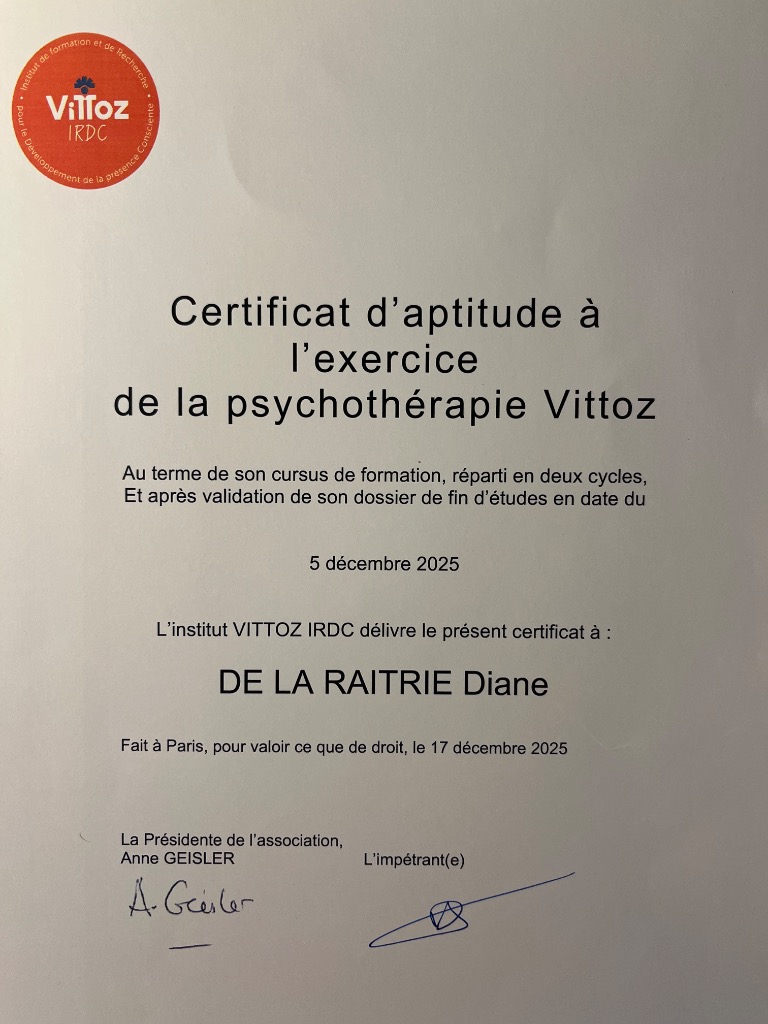 Institut de formation et de Recherche
pour le Développement de la présence Consciente
Vittoz
IRDC
Certificat d’aptitude à
l’exercice
de la psychothérapie Vittoz
Au terme de son cursus de formation, réparti en deux cycles,
Et après validation de son dossier de fin d’études en date du
5 décembre 2025
L’institut VITTOZ IRDC délivre le présent certificat à :
DE LA RAITRIE Diane
Fait à Paris, pour valoir ce que de droit, le 17 décembre 2025
La Présidente de l’association,
Anne GEISLER
L’impétrant(e)
A. Geisler